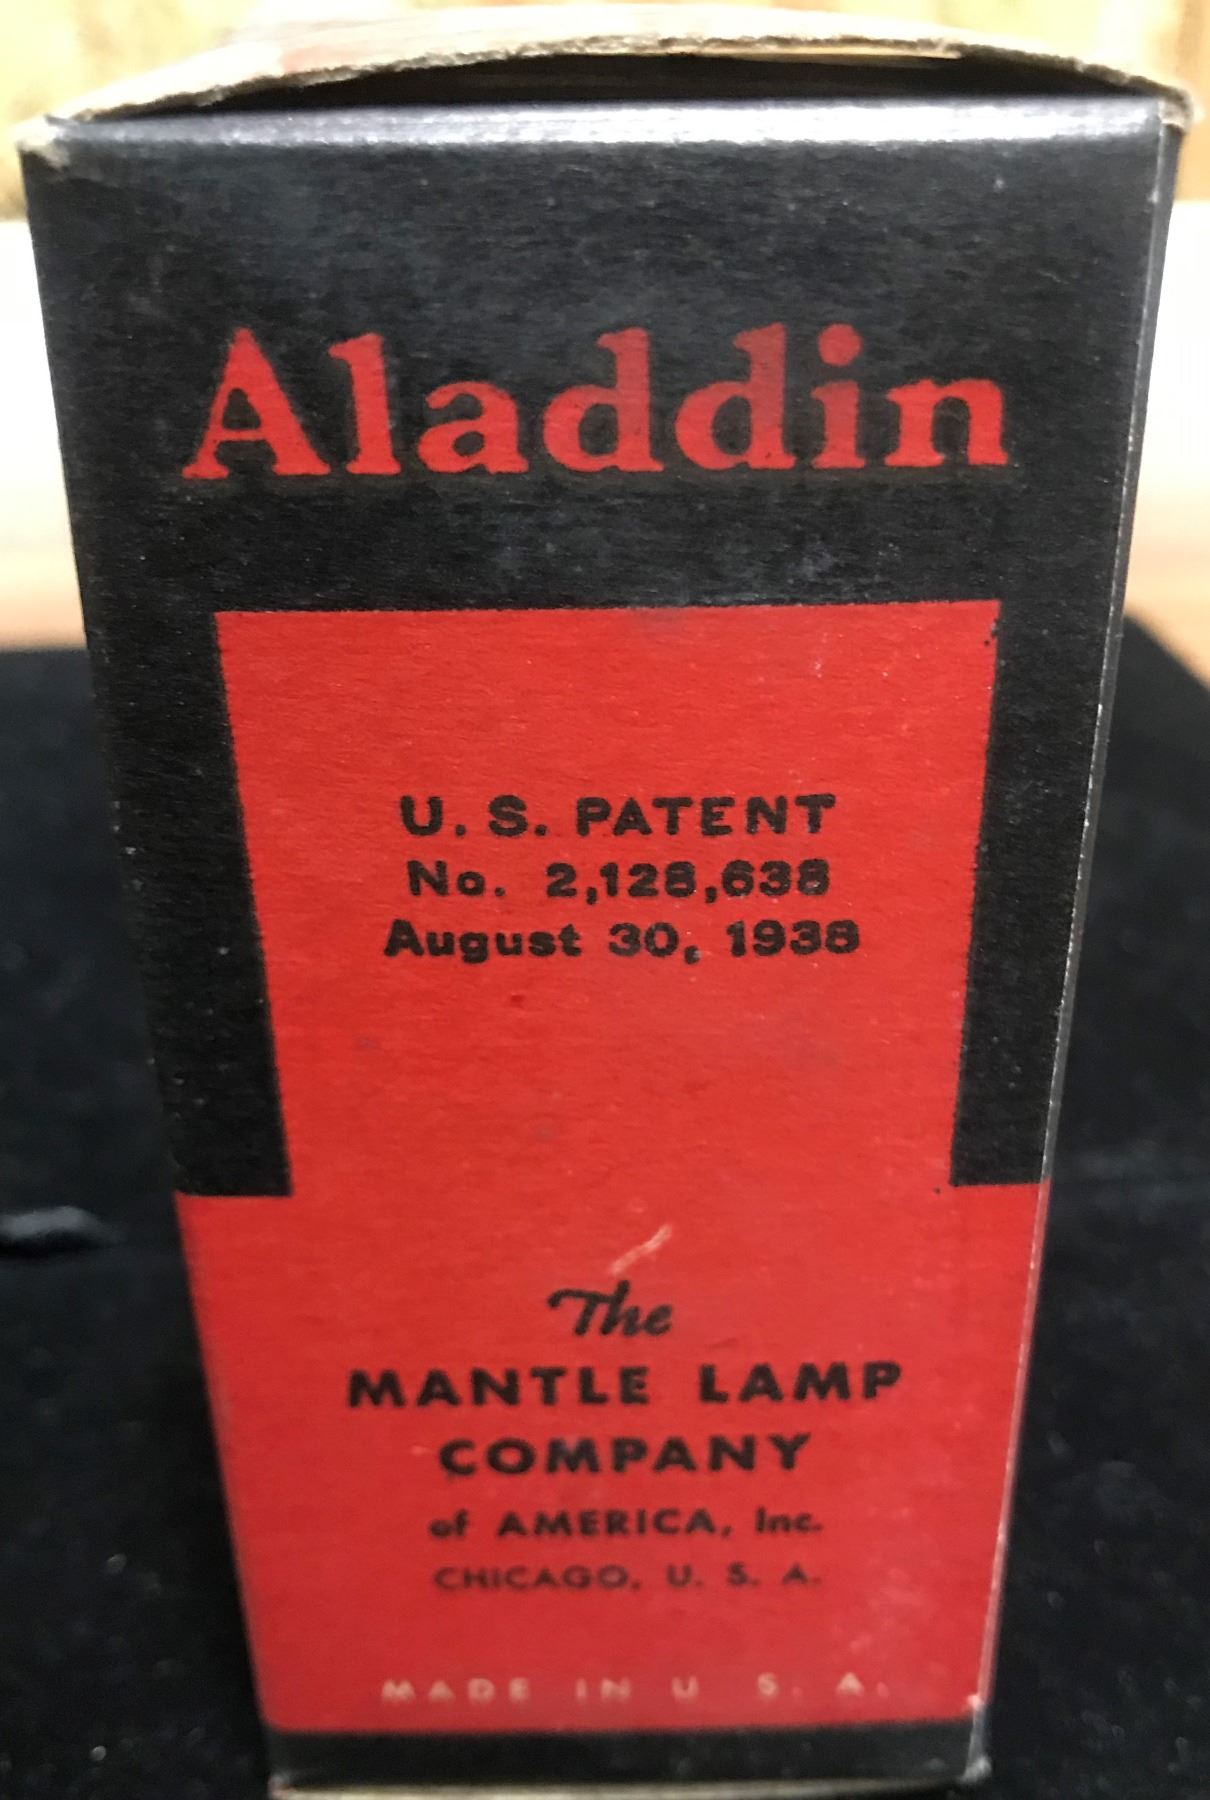 Aladdin
U. S. PATENT
No. 2,128,638
August 30, 1938
The
MANTLE LAMP
COMPANY
of AMERICA, Inc.
CHICAGO, U. S. A.
MADE IN U S. A.